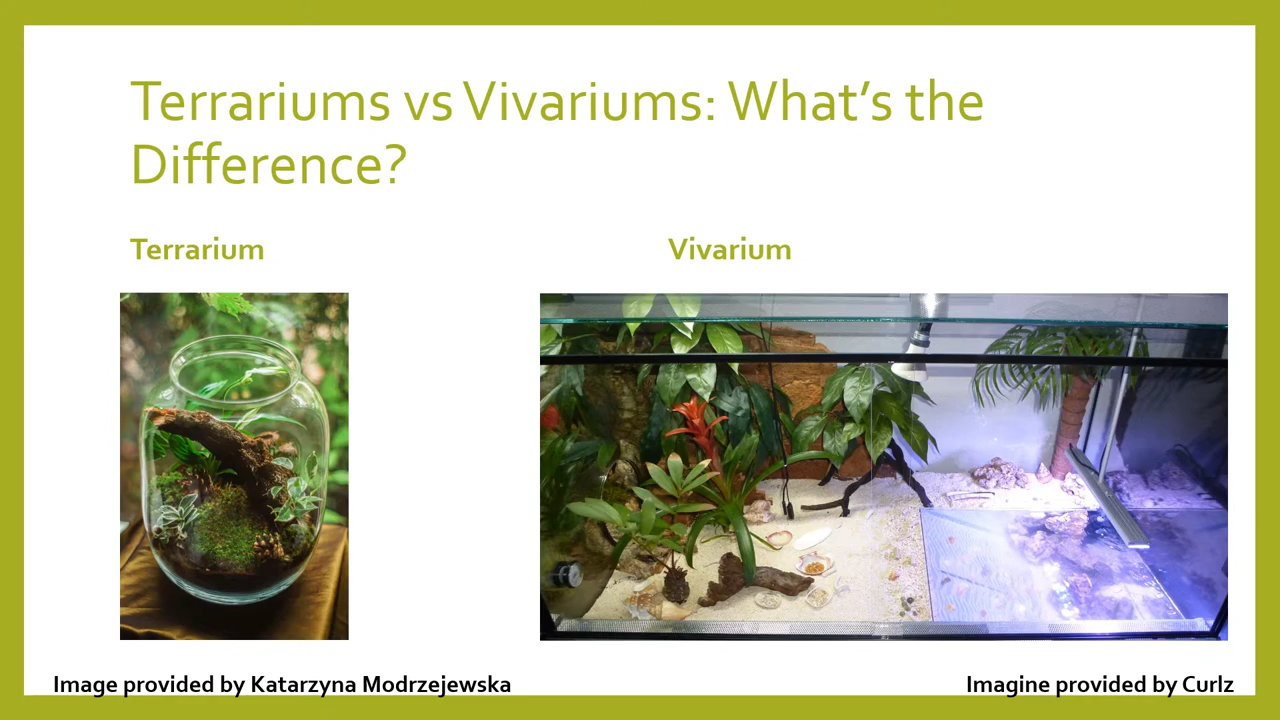 Terrariums vs Vivariums: What’s the
Difference?
Terrarium
Vivarium
Image provided by Katarzyna Modrzejewska
Imagine provided by Curlz